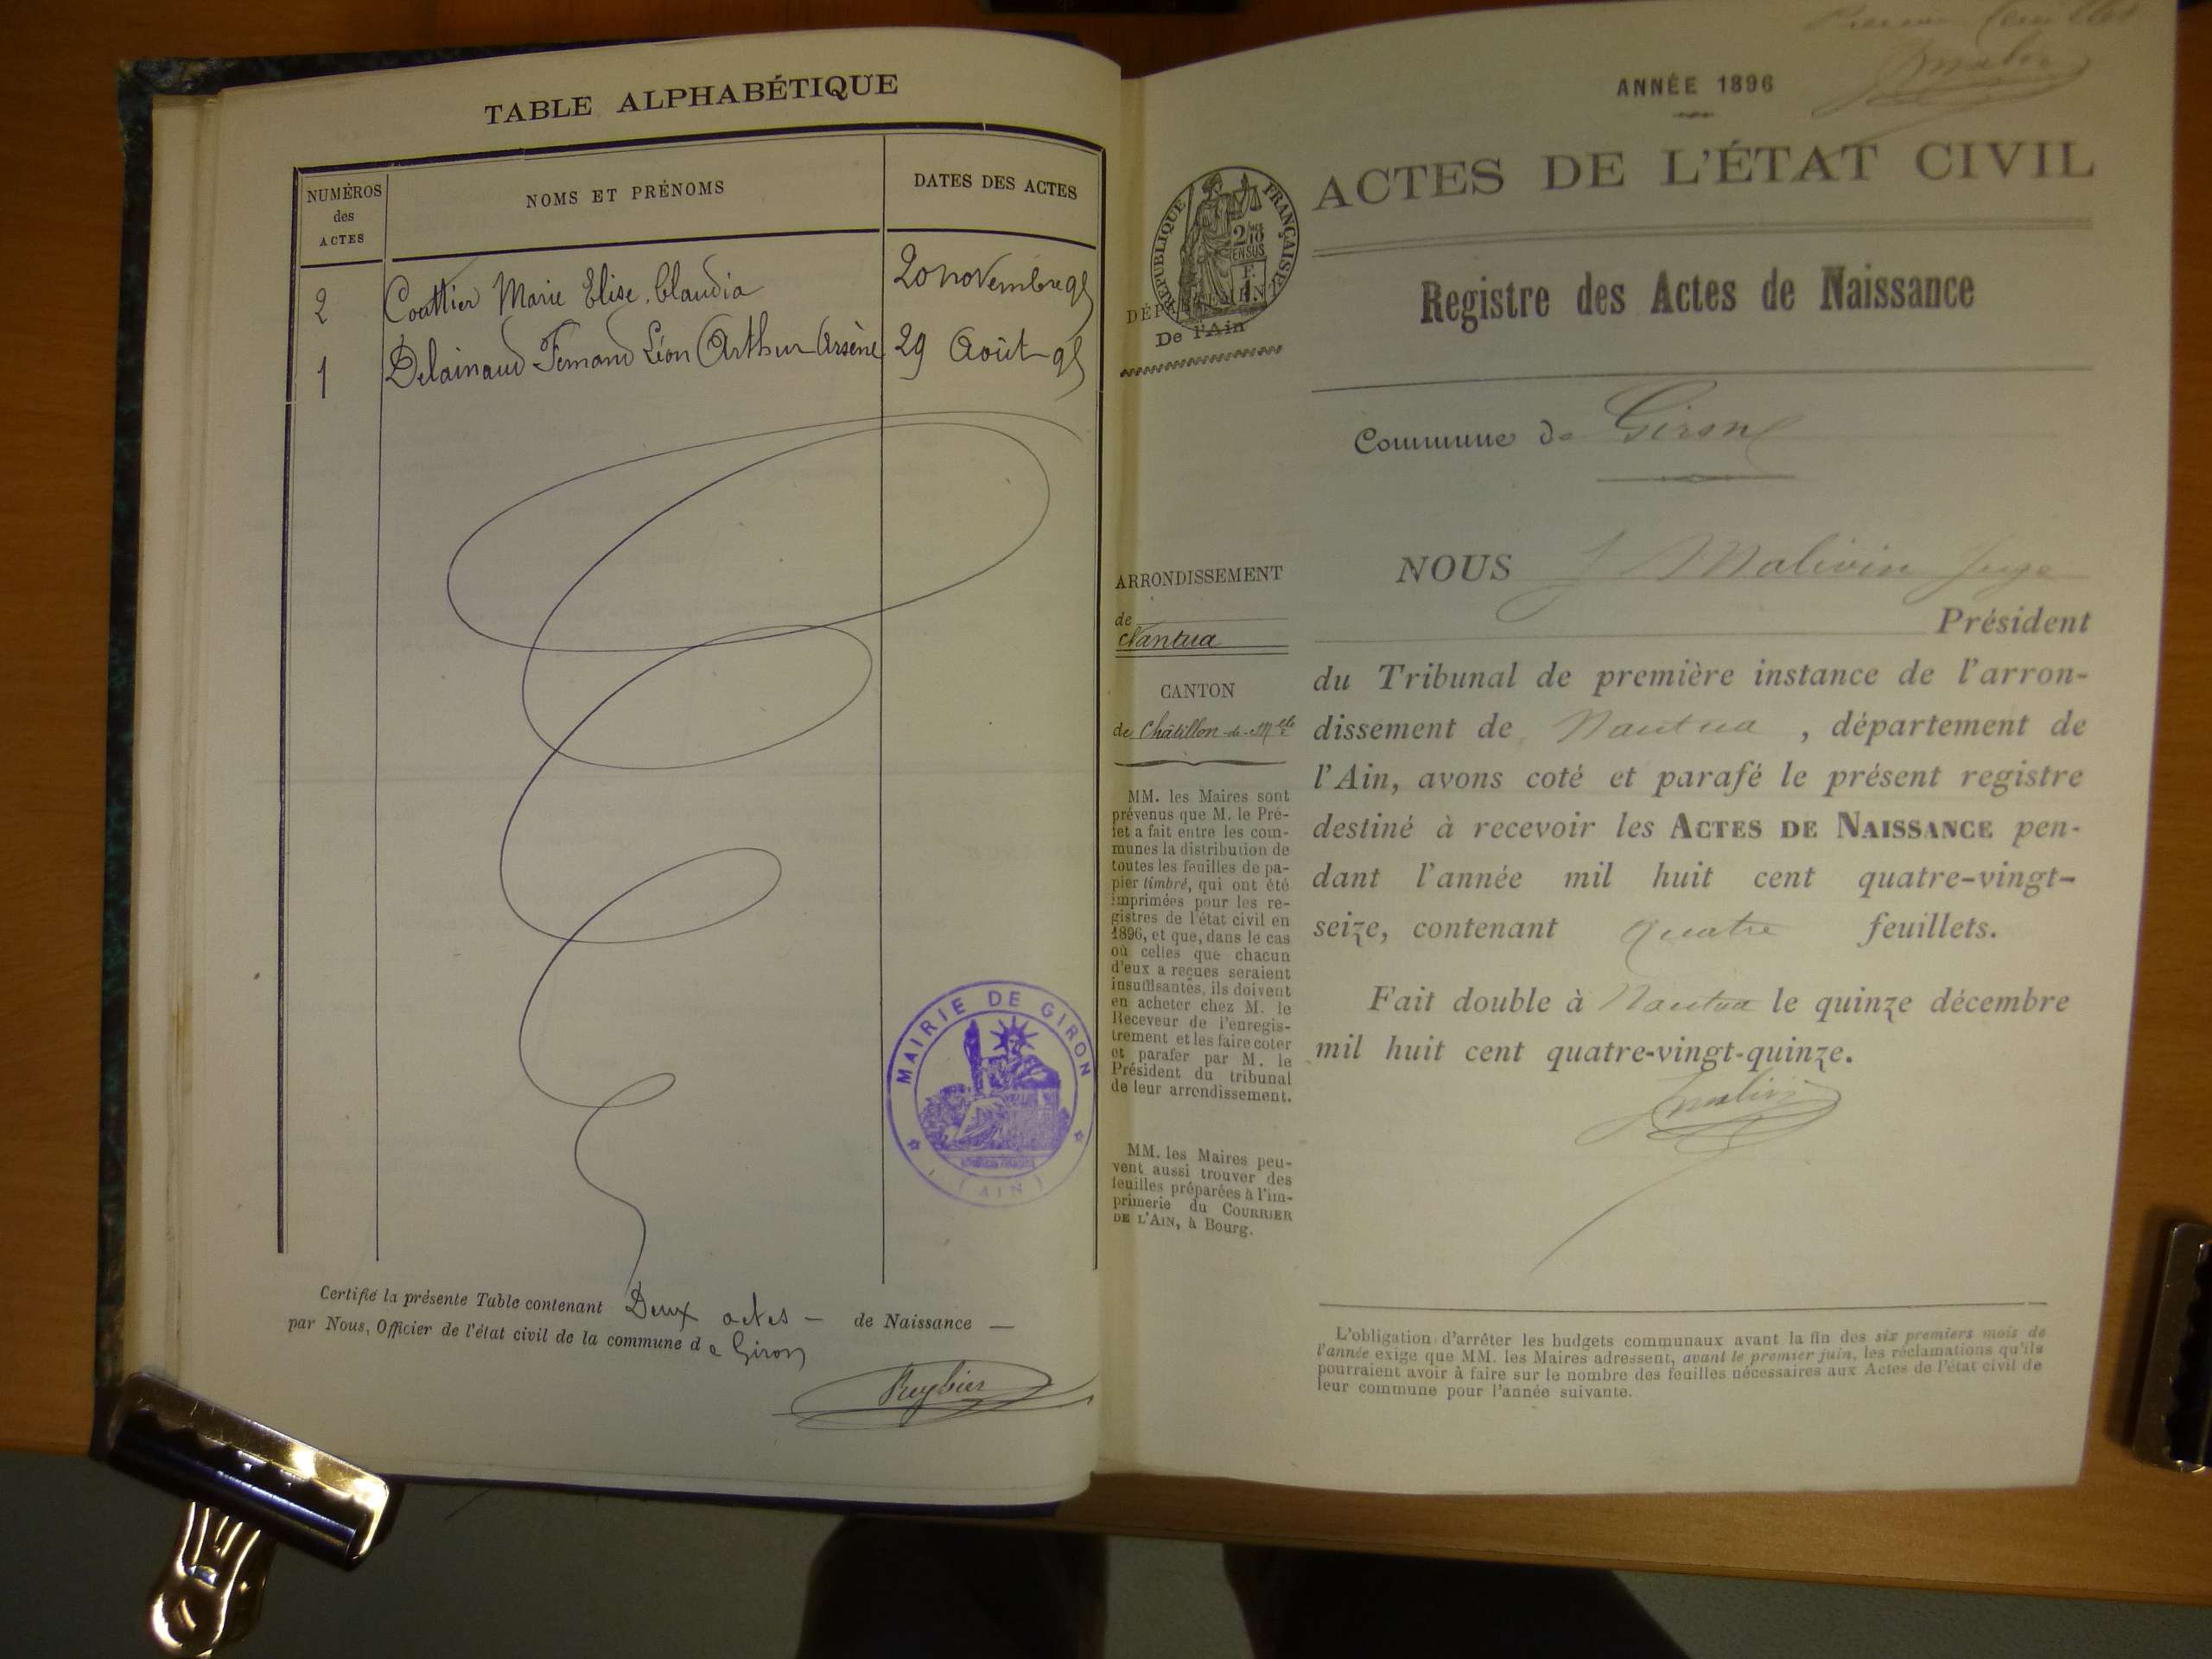 TABLE ALPHABÉTIQUE
NUMÉROS
des
ACTES
NOMS ET PRÉNOMS
DATES DES ACTES
2 Couttier Marie Elise Claudia 20 novembre 95
1 Delainaud Fernand Léon Arthur Arsène 29 Août 95
MAIRIE DE GIRON
(AIN)
Certifié la présente Table contenant Deux actes — de Naissance —
par Nous, Officier de l'état civil de la commune de Giron
Reybier
ANNÉE 1896
RÉPUBLIQUE FRANÇAISE
DÉPARTEMENT
De l'Ain
ACTES DE L'ÉTAT CIVIL
Registre des Actes de Naissance
Commune de Giron
ARRONDISSEMENT
de
Nantua
CANTON
de Châtillon-de-Mlle
MM. les Maires sont
prévenus que M. le Pré-
fet a fait entre les com-
munes la distribution de
toutes les feuilles de pa-
pier timbré, qui ont été
imprimées pour les re-
gistres de l'état civil en
1896, et que, dans le cas
où celles que chacun
d'eux a reçues seraient
insuffisantes, ils doivent
en acheter chez M. le
Receveur de l'enregis-
trement et les faire coter
et parafer par M. le
Président du tribunal
de leur arrondissement.
MM. les Maires peu-
vent aussi trouver des
feuilles préparées à l'im-
primerie du COURRIER
DE L'AIN, à Bourg.
NOUS J Malivin Juge
Président
du Tribunal de première instance de l'arron-
dissement de Nantua, département de
l'Ain, avons coté et parafé le présent registre
destiné à recevoir les ACTES DE NAISSANCE pen-
dant l'année mil huit cent quatre-vingt-
seize, contenant quatre feuillets.
Fait double à Nantua le quinze décembre
mil huit cent quatre-vingt-quinze.
L'obligation d'arrêter les budgets communaux avant la fin des six premiers mois de
l'année exige que MM. les Maires adressent, avant le premier juin, les réclamations qu'ils
pourraient avoir à faire sur le nombre des feuilles nécessaires aux Actes de l'état civil de
leur commune pour l'année suivante.